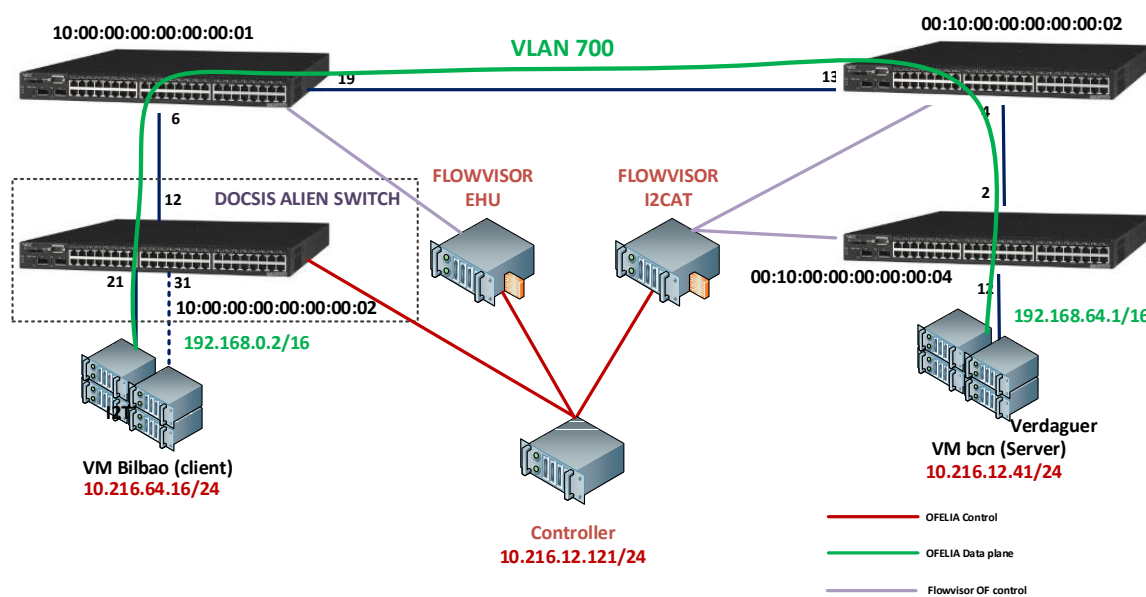 10:00:00:00:00:00:00:01
00:10:00:00:00:00:00:02
VLAN 700
19
13
6
4
FLOWVISOR
EHU
FLOWVISOR
I2CAT
12
DOCSIS ALIEN SWITCH
2
21
31
10:00:00:00:00:00:00:02
00:10:00:00:00:00:00:04
12
192.168.0.2/16
192.168.64.1/16
I2T
Verdaguer
VM Bilbao (client)
10.216.64.16/24
VM bcn (Server)
10.216.12.41/24
Controller
10.216.12.121/24
OFELIA Control
OFELIA Data plane
Flowvisor OF control